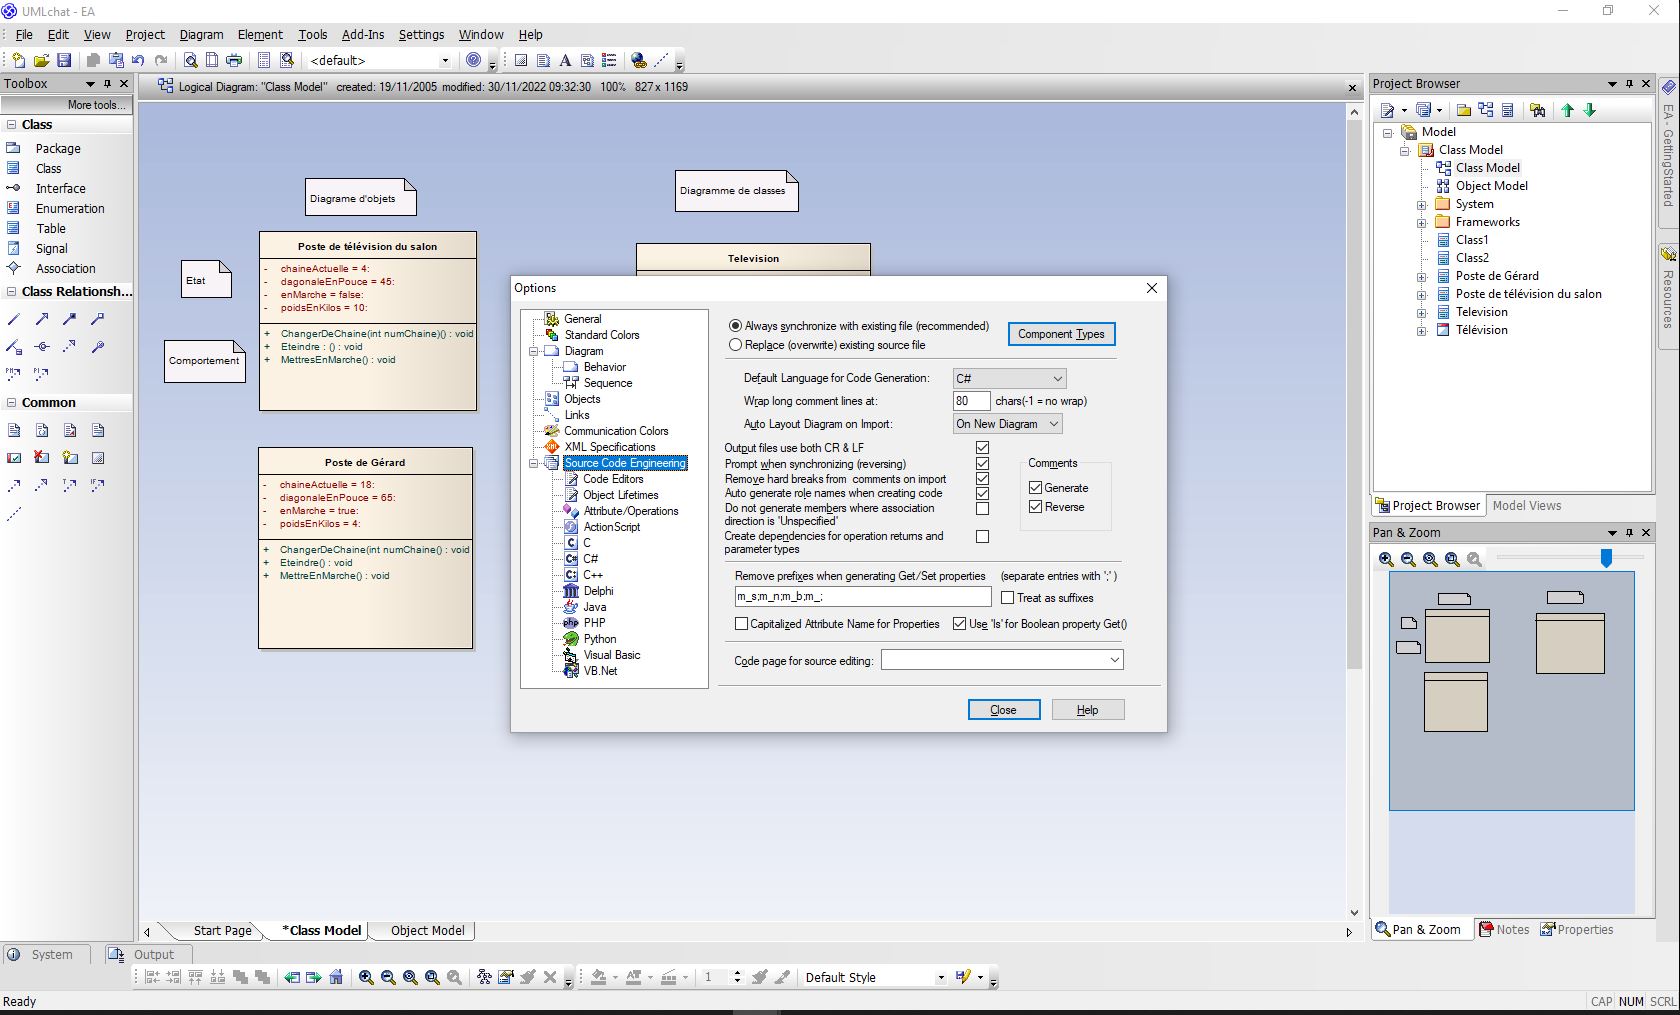 UMLchat - EA
File Edit View Project Diagram Element Tools Add-Ins Settings Window Help
<default>
Toolbox
More tools...
Class
Package
Class
Interface
Enumeration
Table
Signal
Association
Class Relationsh...
Common
Logical Diagram: "Class Model" created: 19/11/2005 modified: 30/11/2022 09:32:30 100% 827 x 1169
Diagrame d'objets
Diagramme de classes
Etat
Comportement
Poste de télévision du salon
- chaineActuelle = 4:
- dagonaleEnPouce = 45:
- enMarche = false:
- poidsEnKilos = 10:
+ ChangerDeChaine(int numChaine)() : void
+ Eteindre : () : void
+ MettresEnMarche() : void
Television
Poste de Gérard
- chaineActuelle = 18:
- diagonaleEnPouce = 65:
- enMarche = true:
- poidsEnKilos = 4:
+ ChangerDeChaine(int numChaine() : void
+ Eteindre() : void
+ MettreEnMarche() : void
Options
General
Standard Colors
Diagram
Behavior
Sequence
Objects
Links
Communication Colors
XML Specifications
Source Code Engineering
Code Editors
Object Lifetimes
Attribute/Operations
ActionScript
C
C#
C++
Delphi
Java
PHP
Python
Visual Basic
VB.Net
Always synchronize with existing file (recommended)
Replace (overwrite) existing source file
Component Types
Default Language for Code Generation: C#
Wrap long comment lines at: 80 chars(-1 = no wrap)
Auto Layout Diagram on Import: On New Diagram
Output files use both CR & LF
Prompt when synchronizing (reversing)
Remove hard breaks from comments on import
Auto generate role names when creating code
Do not generate members where association
direction is 'Unspecified'
Create dependencies for operation returns and
parameter types
Comments
Generate
Reverse
Remove prefixes when generating Get/Set properties (separate entries with ';' )
m_s;m_n;m_b;m_;
Treat as suffixes
Capitalized Attribute Name for Properties
Use 'Is' for Boolean property Get()
Code page for source editing:
Close
Help
Project Browser
Model
Class Model
Class Model
Object Model
System
Frameworks
Class1
Class2
Poste de Gérard
Poste de télévision du salon
Television
Télévision
Project Browser
Model Views
EA - GettingStarted
Resources
Pan & Zoom
Pan & Zoom
Notes
Properties
Start Page
*Class Model
Object Model
System
Output
1
Default Style
Ready
CAP NUM SCRL